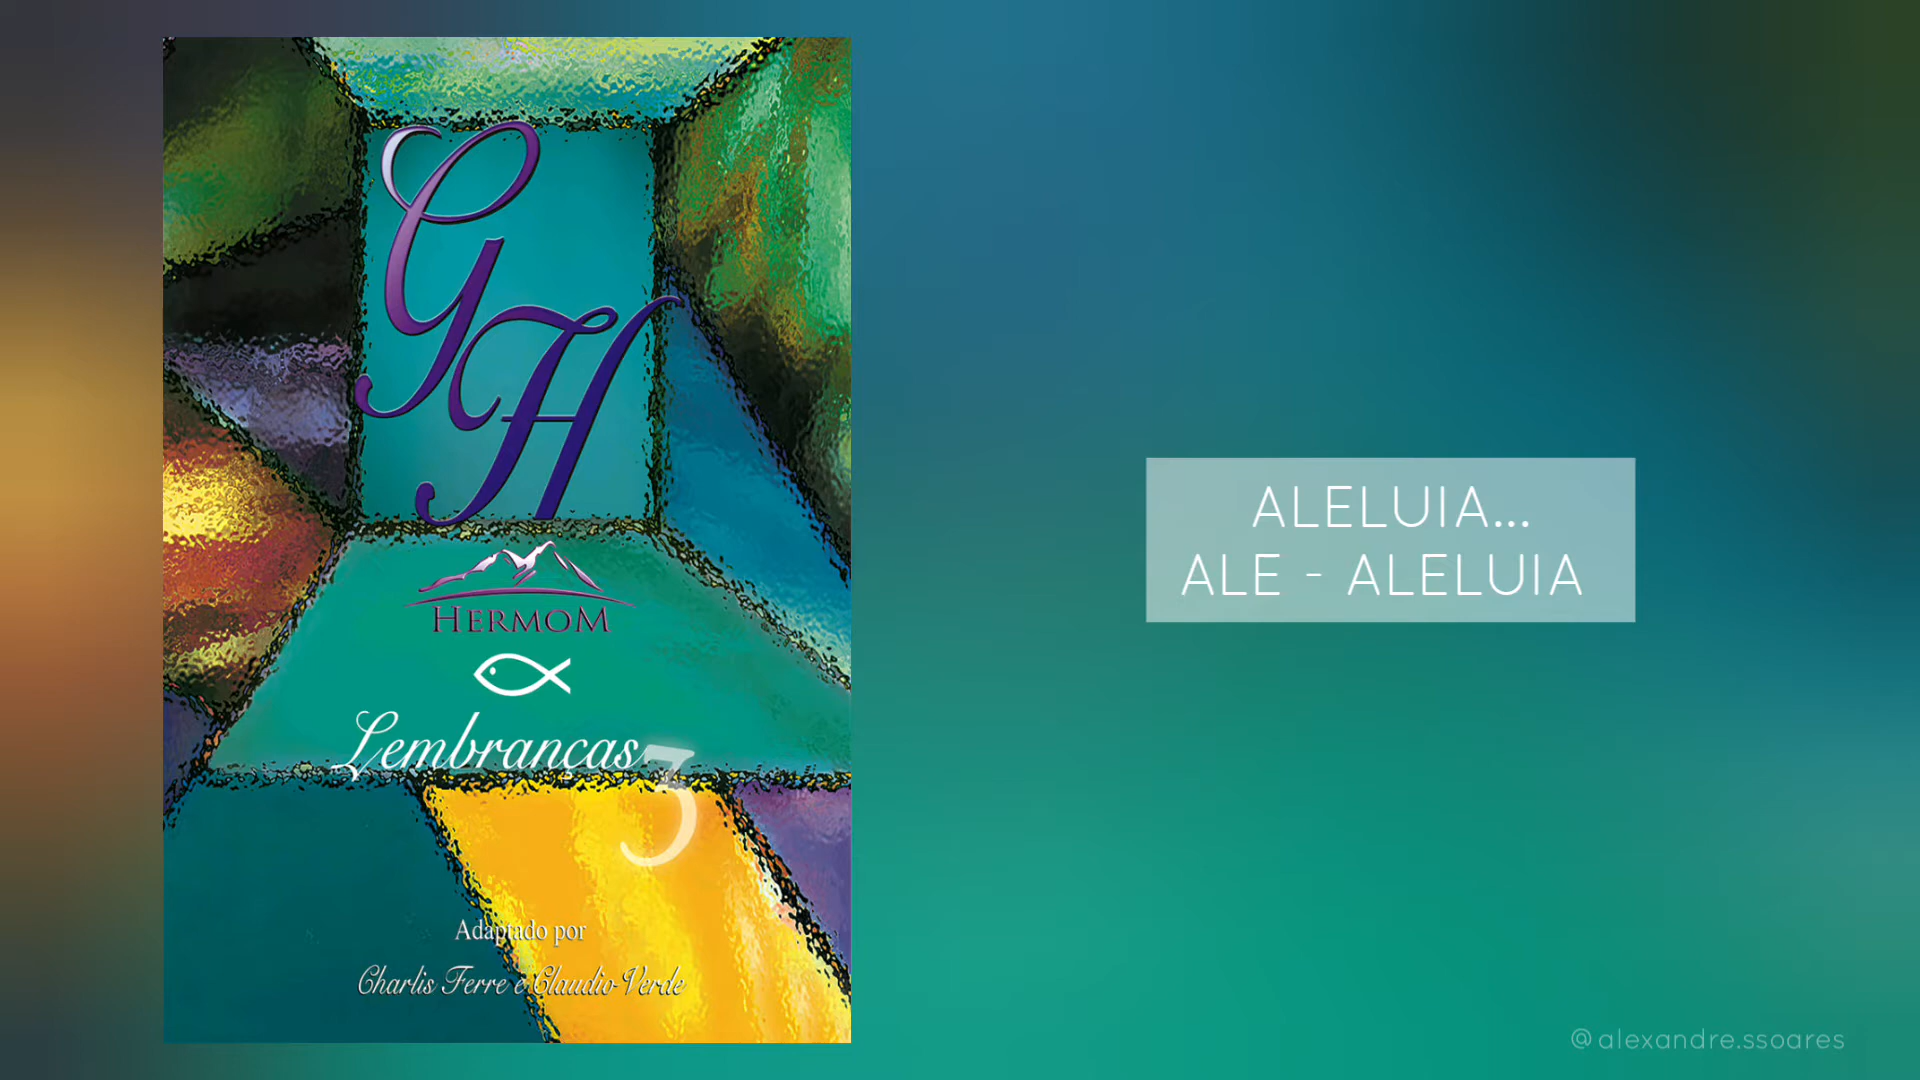 GH
HERMOM
Lembranças
3
Adaptado por
Charlis Ferre e Claudio Verde
ALELUIA...
ALE - ALELUIA
@alexandre.ssoares